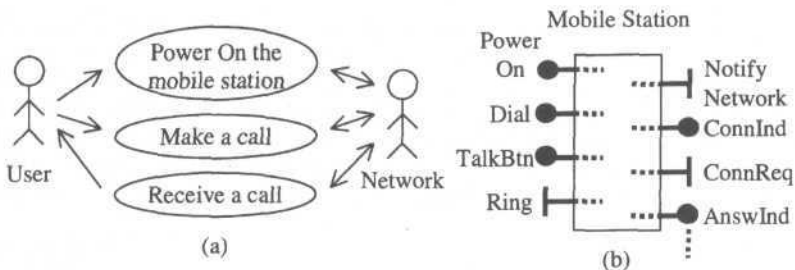 Power On the
mobile station
Make a call
Receive a call
User
Network
(a)
Mobile Station
Power
On
Dial
TalkBtn
Ring
Notify
Network
ConnInd
ConnReq
AnswInd
(b)